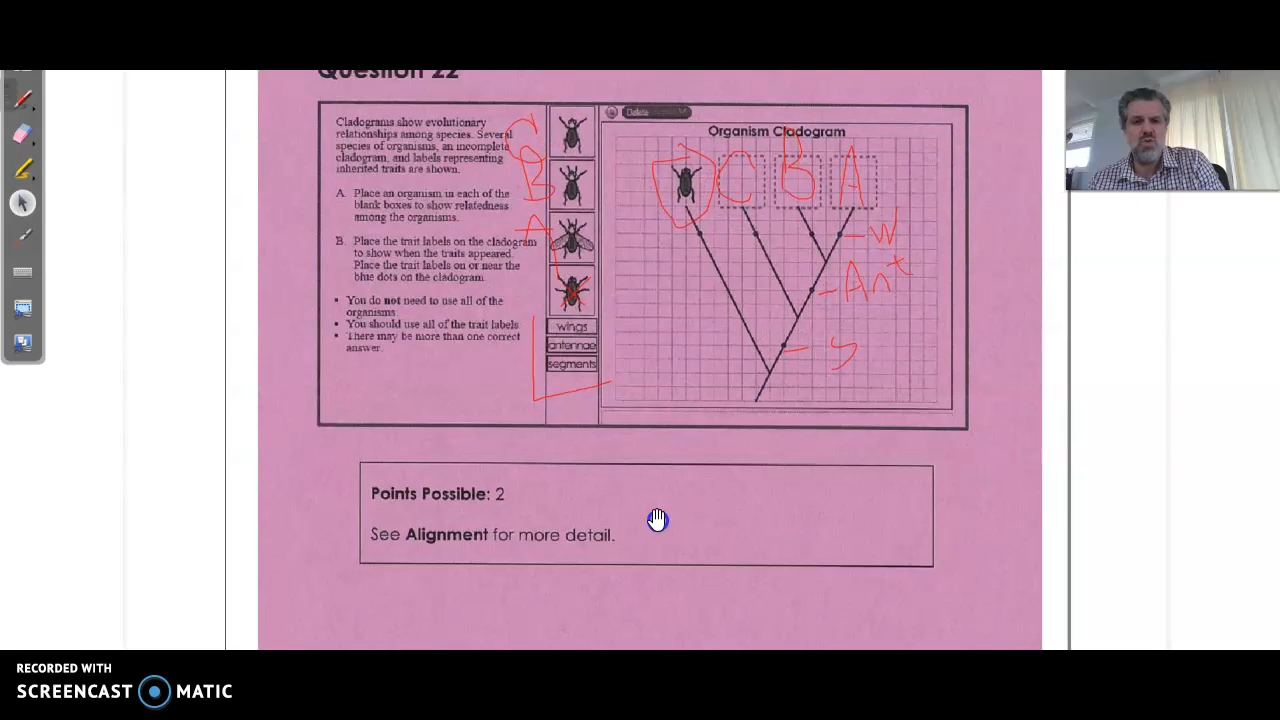 Question 22
Cladograms show evolutionary
relationships among species. Several
species of organisms, an incomplete
cladogram, and labels representing
inherited traits are shown.
A. Place an organism in each of the
blank boxes to show relatedness
among the organisms.
B. Place the trait labels on the cladogram
to show when the traits appeared.
Place the trait labels on or near the
blue dots on the cladogram.
• You do not need to use all of the
organisms.
• You should use all of the trait labels
• There may be more than one correct
answer.
C
B
A
wings
antennae
segments
Delete
Organism Cladogram
C B A
- W
- Ant
- S
Points Possible: 2
See Alignment for more detail.
RECORDED WITH
SCREENCAST MATIC